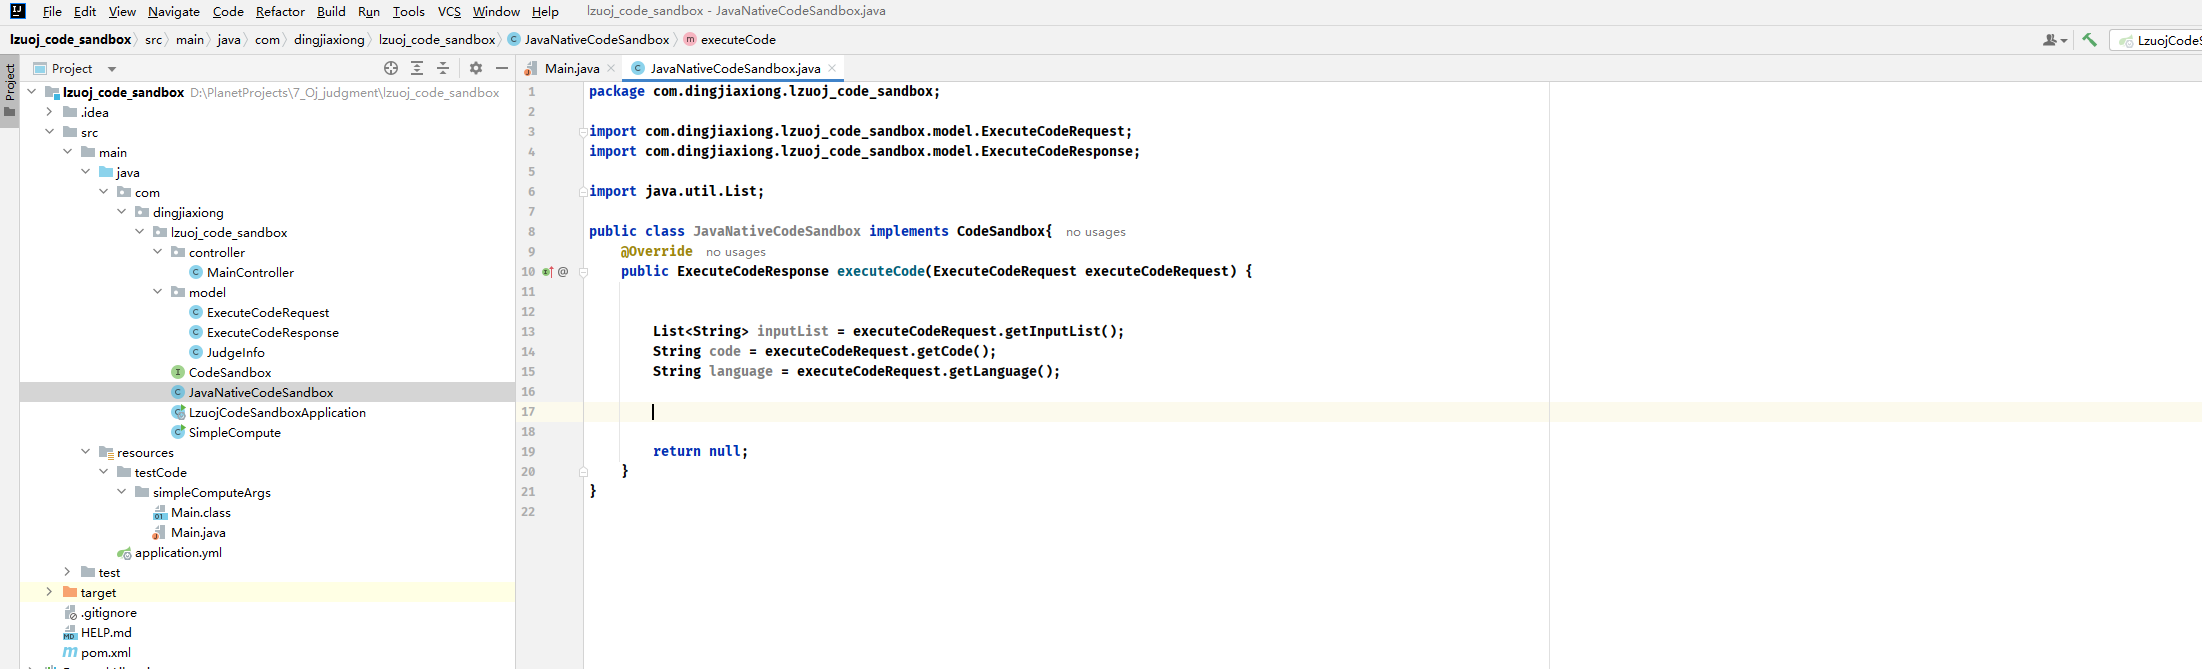 File Edit View Navigate Code Refactor Build Run Tools VCS Window Help lzuoj_code_sandbox - JavaNativeCodeSandbox.java
lzuoj_code_sandbox src main java com dingjiaxiong lzuoj_code_sandbox JavaNativeCodeSandbox executeCode LzuojCodeS
Project
Project
Main.java JavaNativeCodeSandbox.java
lzuoj_code_sandbox D:\PlanetProjects\7_Oj_judgment\lzuoj_code_sandbox
.idea
src
main
java
com
dingjiaxiong
lzuoj_code_sandbox
controller
MainController
model
ExecuteCodeRequest
ExecuteCodeResponse
JudgeInfo
CodeSandbox
JavaNativeCodeSandbox
LzuojCodeSandboxApplication
SimpleCompute
resources
testCode
simpleComputeArgs
Main.class
Main.java
application.yml
test
target
.gitignore
HELP.md
pom.xml
1 package com.dingjiaxiong.lzuoj_code_sandbox;
2
3 import com.dingjiaxiong.lzuoj_code_sandbox.model.ExecuteCodeRequest;
4 import com.dingjiaxiong.lzuoj_code_sandbox.model.ExecuteCodeResponse;
5
6 import java.util.List;
7
8 public class JavaNativeCodeSandbox implements CodeSandbox{ no usages
9 @Override no usages
10 public ExecuteCodeResponse executeCode(ExecuteCodeRequest executeCodeRequest) {
11
12
13 List<String> inputList = executeCodeRequest.getInputList();
14 String code = executeCodeRequest.getCode();
15 String language = executeCodeRequest.getLanguage();
16
17
18
19 return null;
20 }
21 }
22